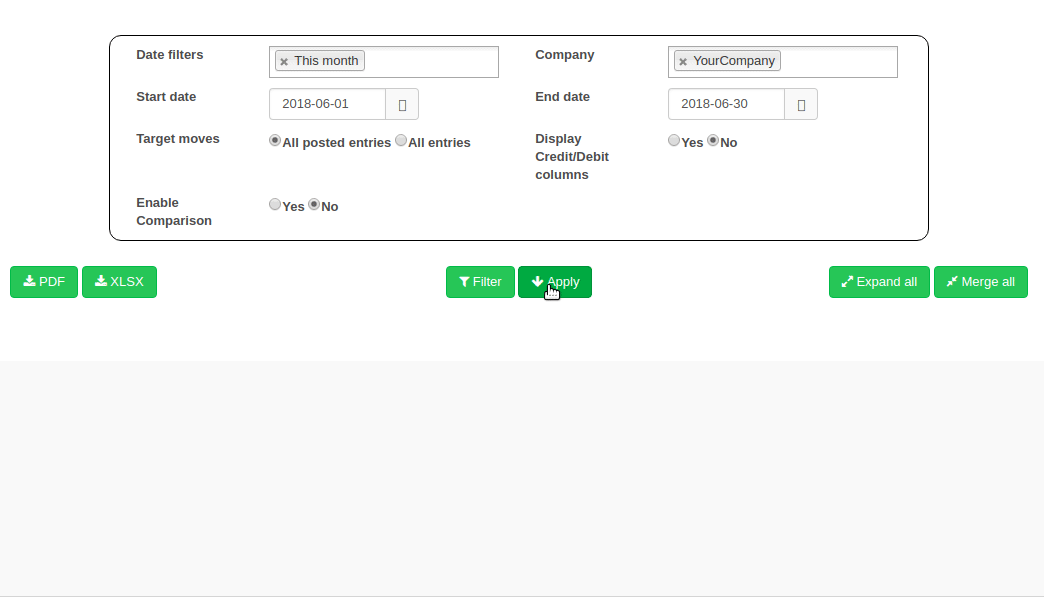 Date filters × This month Company × YourCompany
Start date 2018-06-01 End date 2018-06-30
Target moves All posted entries All entries Display Credit/Debit columns Yes No
Enable Comparison Yes No
PDF XLSX Filter Apply Expand all Merge all